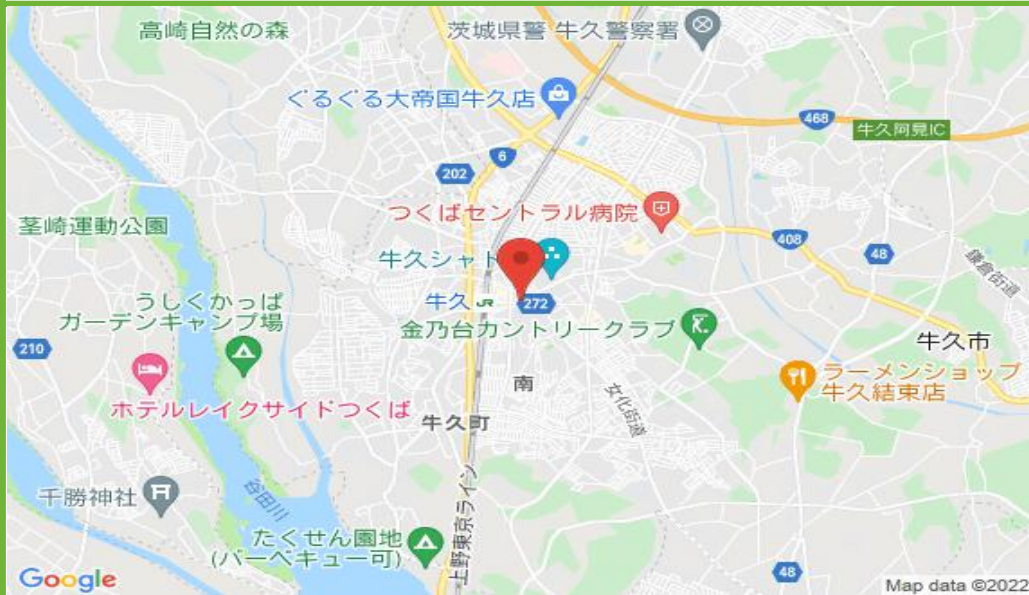 高崎自然の森
茨城県警 牛久警察署
ぐるぐる大帝国牛久店
468
牛久阿見IC
6
202
つくばセントラル病院
茎崎運動公園
408
48
鎌倉街道
牛久シャト
うしくかっぱ
ガーデンキャンプ場
牛久
JR
272
金乃台カントリークラブ
210
牛久市
ラーメンショップ
牛久結束店
南
ホテルレイクサイドつくば
女化街道
牛久町
千勝神社
谷田川
上野東京ライン
たくせん園地
(バーベキュー可)
48
Google
Map data ©2022